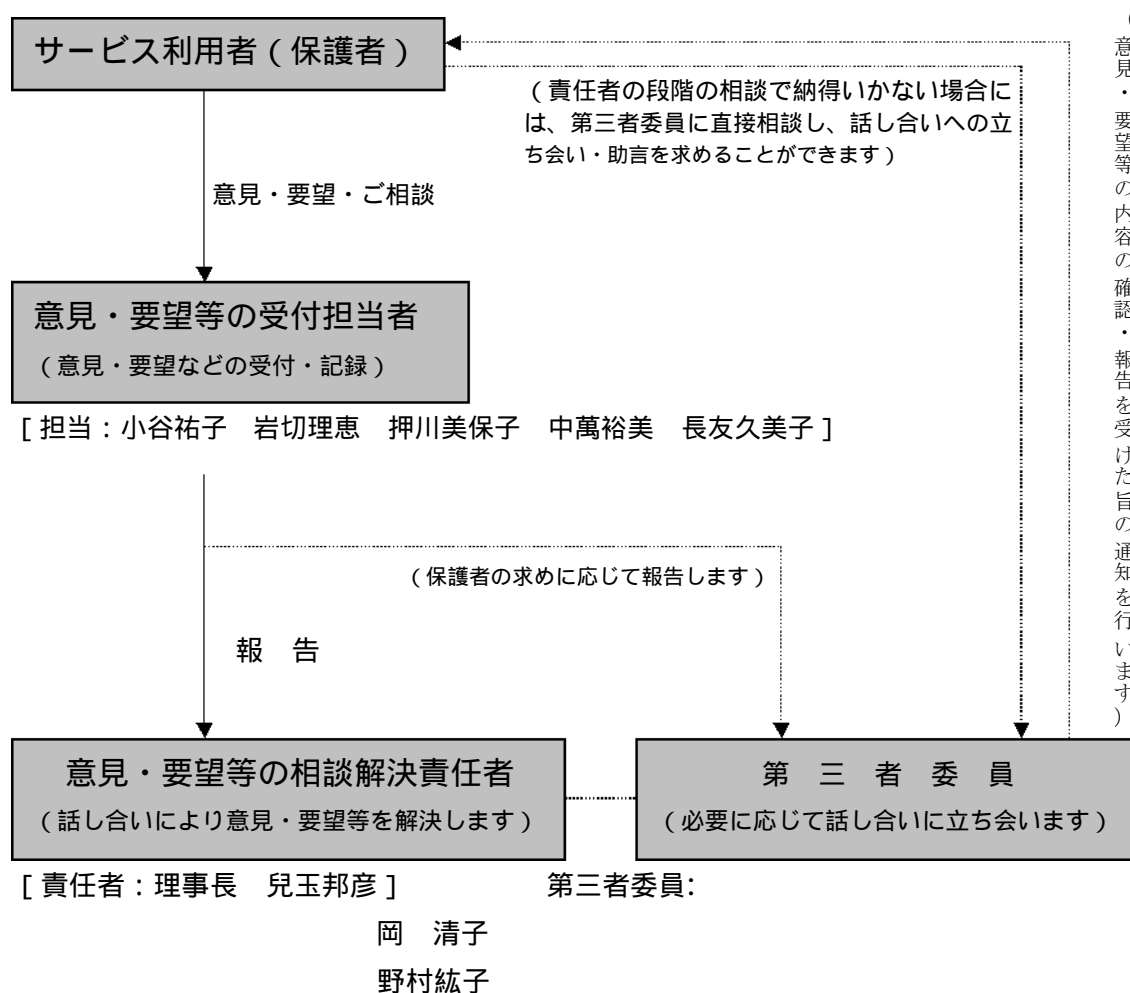 サービス利用者（保護者）
（責任者の段階の相談で納得いかない場合に
は、第三者委員に直接相談し、話し合いへの立
ち会い・助言を求めることができます）
意見・要望・ご相談
（意見・要望等の内容の確認・報告を受けた旨の通知を行います）
意見・要望等の受付担当者
（意見・要望などの受付・記録）
[ 担当：小谷祐子　岩切理恵　押川美保子　中萬裕美　長友久美子 ]
（保護者の求めに応じて報告します）
報　告
意見・要望等の相談解決責任者
（話し合いにより意見・要望等を解決します）
第　三　者　委　員
（必要に応じて話し合いに立ち会います）
[ 責任者：理事長　兒玉邦彦 ]　第三者委員：
岡　清子
野村紘子